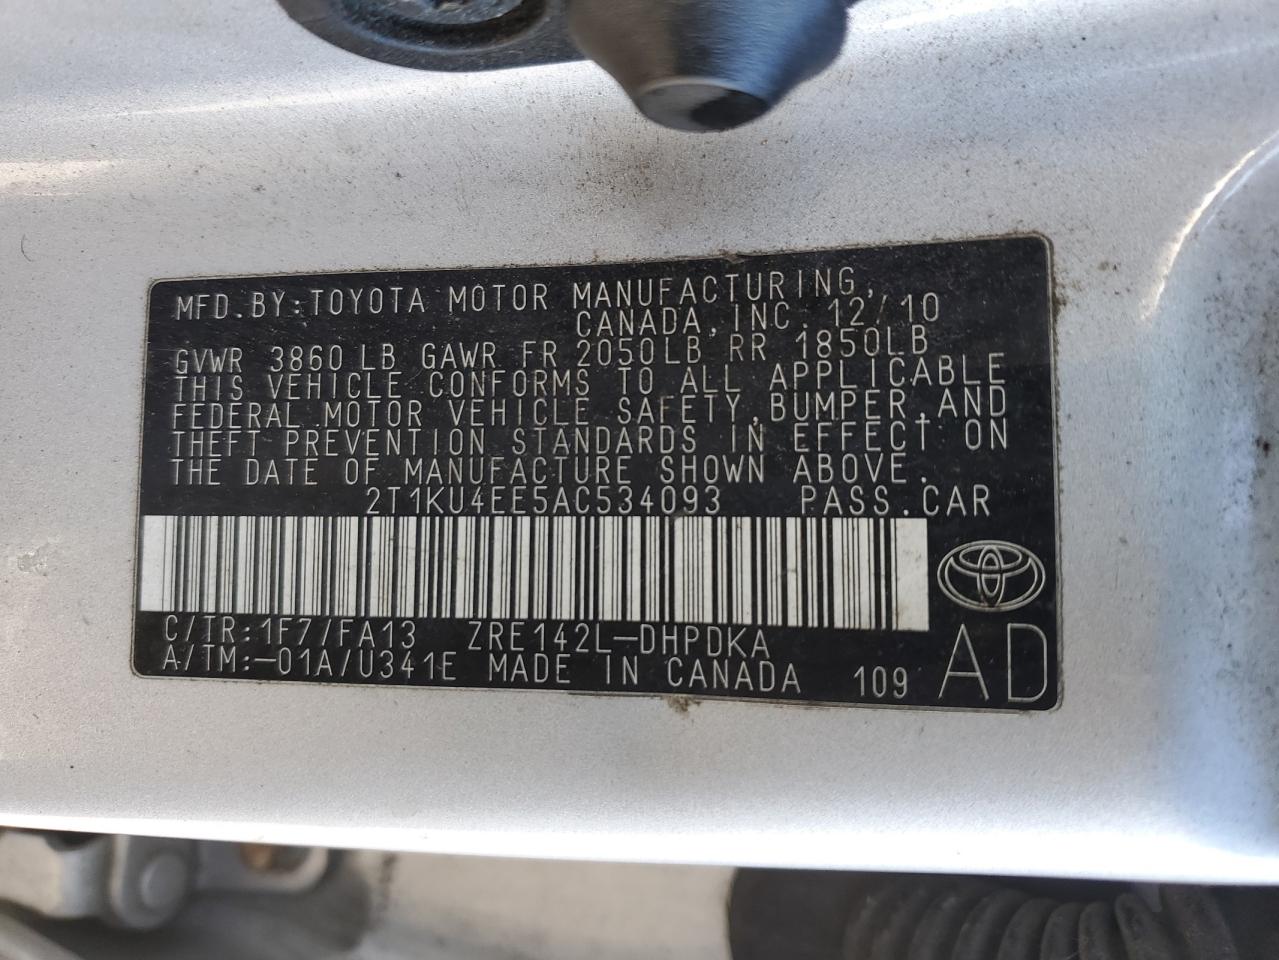 MFD.BY:TOYOTA MOTOR MANUFACTURING,
CANADA,INC. 12/10
GVWR 3860LB GAWR FR 2050LB RR 1850LB
THIS VEHICLE CONFORMS TO ALL APPLICABLE
FEDERAL MOTOR VEHICLE SAFETY,BUMPER,AND
THEFT PREVENTION STANDARDS IN EFFECT ON
THE DATE OF MANUFACTURE SHOWN ABOVE.
2T1KU4EE5AC534093 PASS.CAR
C/TR:1F7/FA13 ZRE142L-DHPDKA
A/TM:-01A/U341E MADE IN CANADA 109 AD